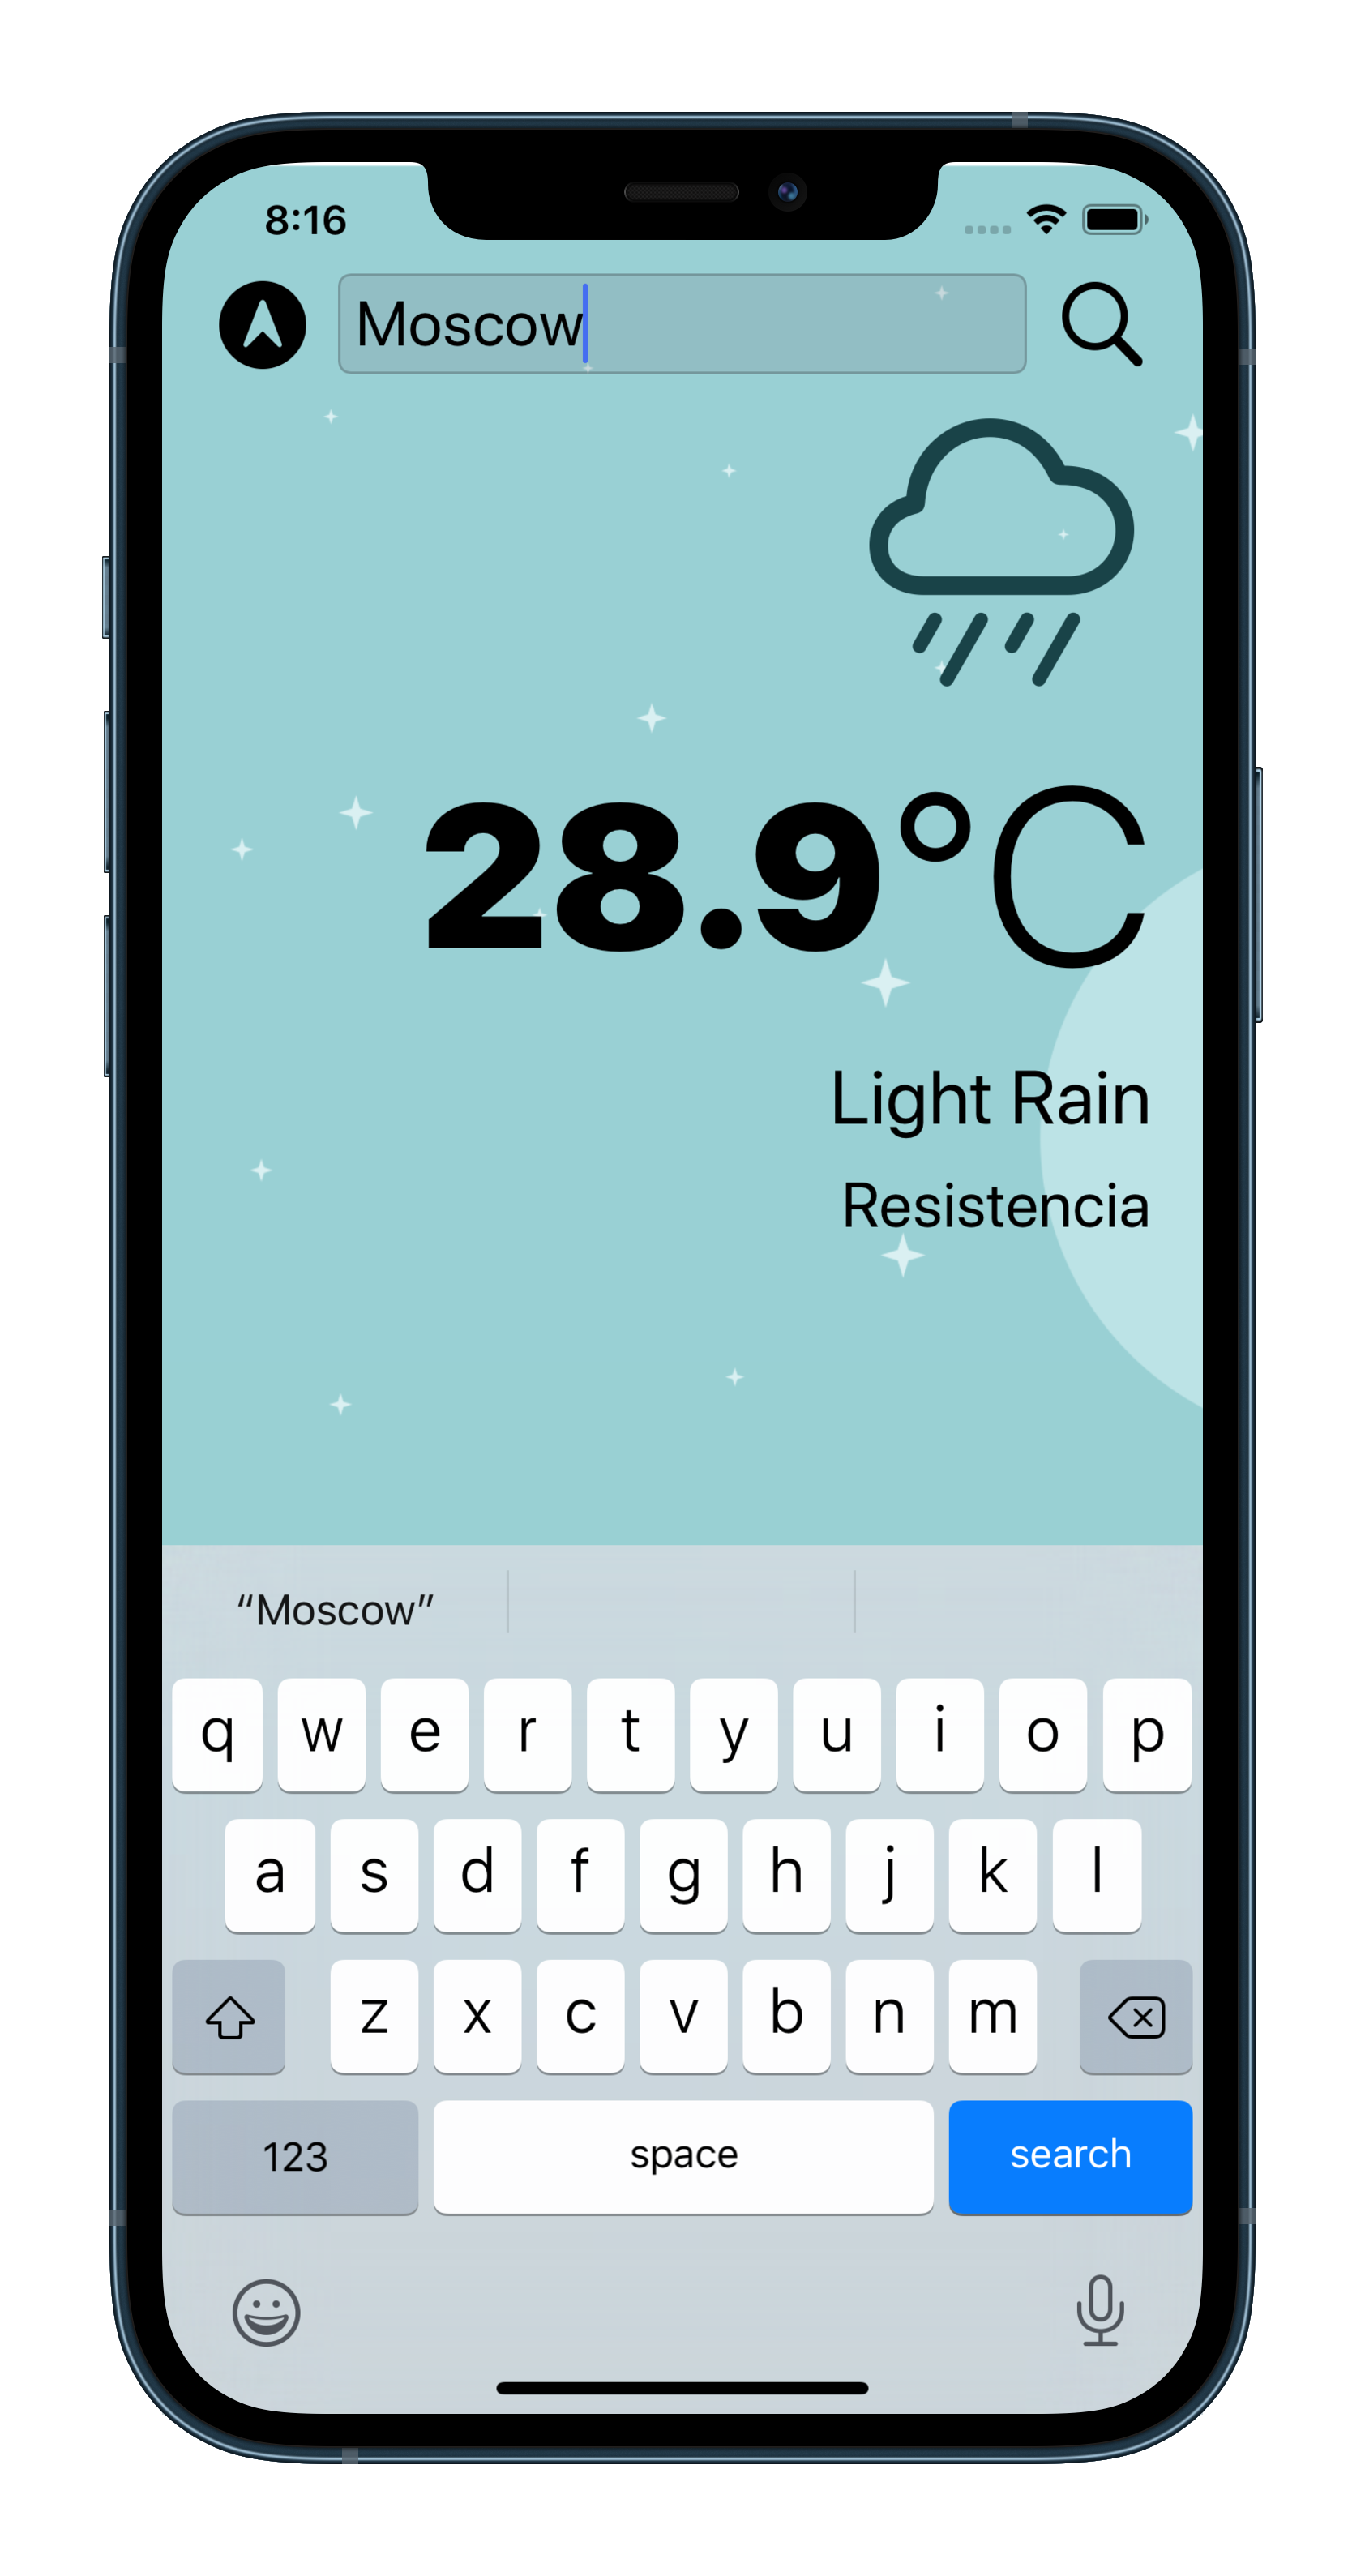 8:16
Moscow
28.9°C
Light Rain
Resistencia
“Moscow”
q w e r t y u i o p
a s d f g h j k l
z x c v b n m
123 space search